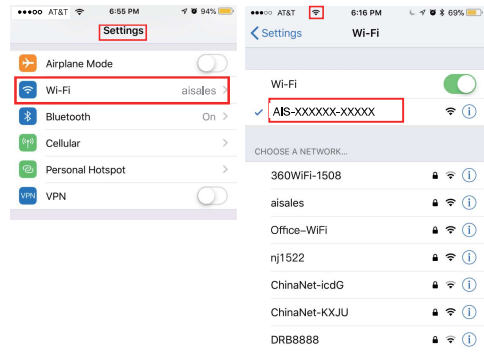 AT&T 6:55 PM 94%
Settings
Airplane Mode
Wi-Fi aisales
Bluetooth On
Cellular
Personal Hotspot
VPN VPN
AT&T 6:16 PM 69%
Settings Wi-Fi
Wi-Fi
AIS-XXXXXX-XXXXX
CHOOSE A NETWORK...
360WiFi-1508
aisales
Office-WiFi
nj1522
ChinaNet-icdG
ChinaNet-KXJU
DRB8888